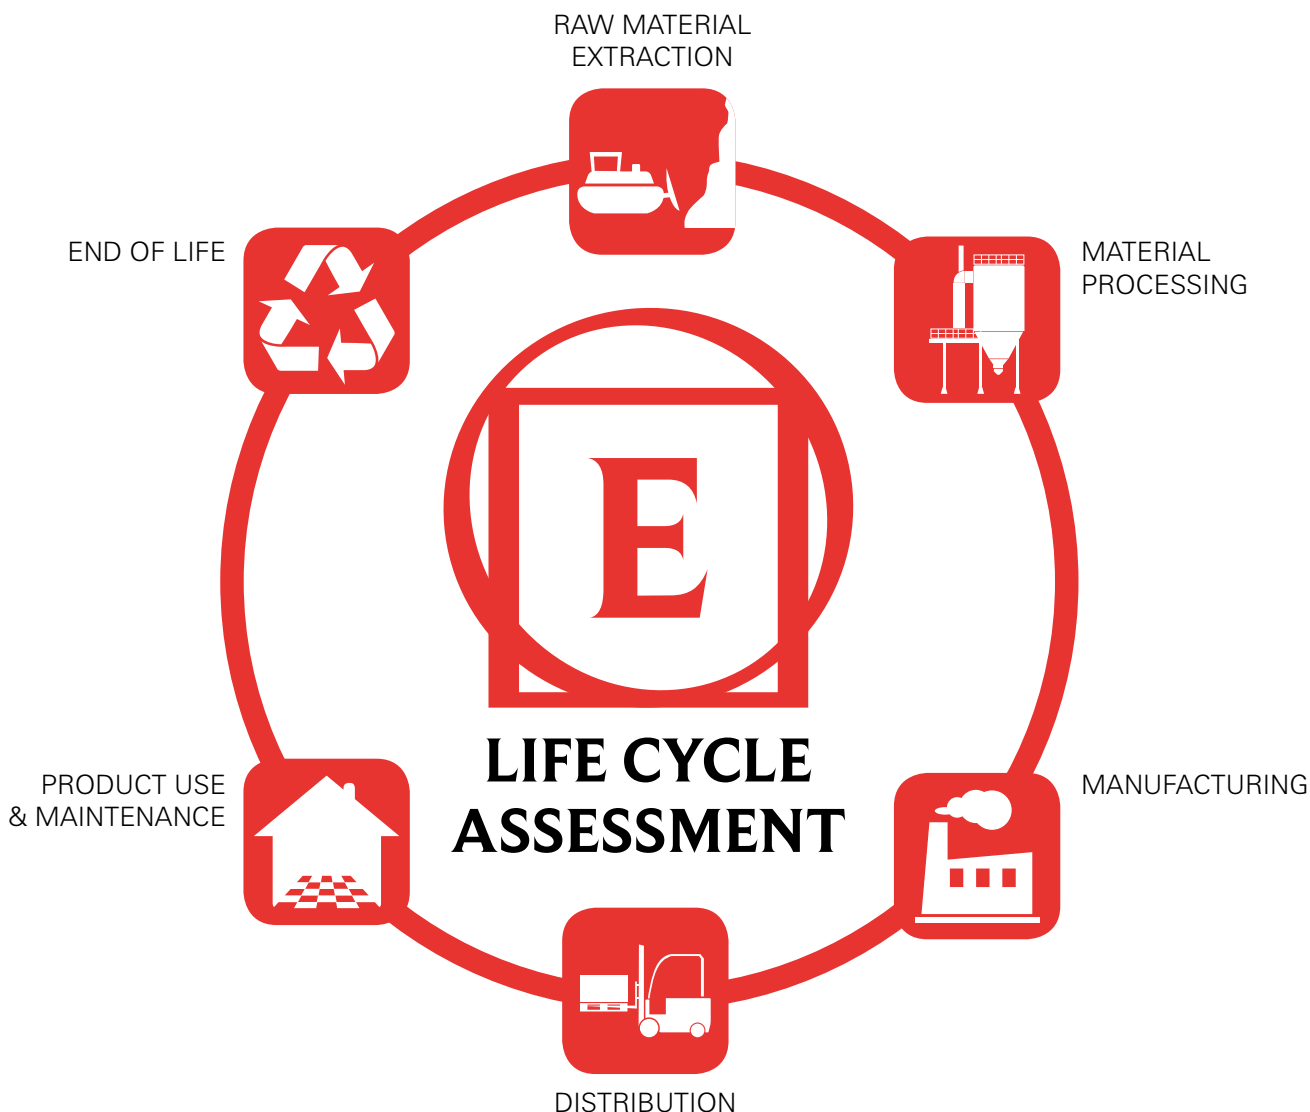 RAW MATERIAL
EXTRACTION
MATERIAL
PROCESSING
MANUFACTURING
DISTRIBUTION
PRODUCT USE
& MAINTENANCE
END OF LIFE
E
LIFE CYCLE
ASSESSMENT